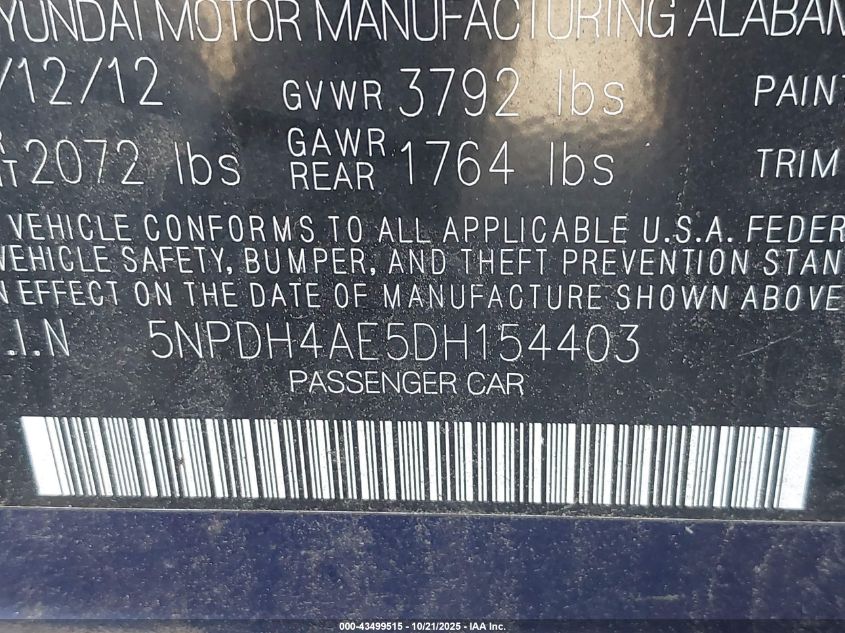 YUNDAI MOTOR MANUFACTURING ALABAM
/12/12 GVWR 3792 lbs PAINT
2072 lbs GAWR REAR 1764 lbs TRIM
VEHICLE CONFORMS TO ALL APPLICABLE U.S.A. FEDER
VEHICLE SAFETY, BUMPER, AND THEFT PREVENTION STAN
N EFFECT ON THE DATE OF MANUFACTURE SHOWN ABOVE
.I.N 5NPDH4AE5DH154403
PASSENGER CAR
000-43499515 - 10/21/2025 - IAA Inc.